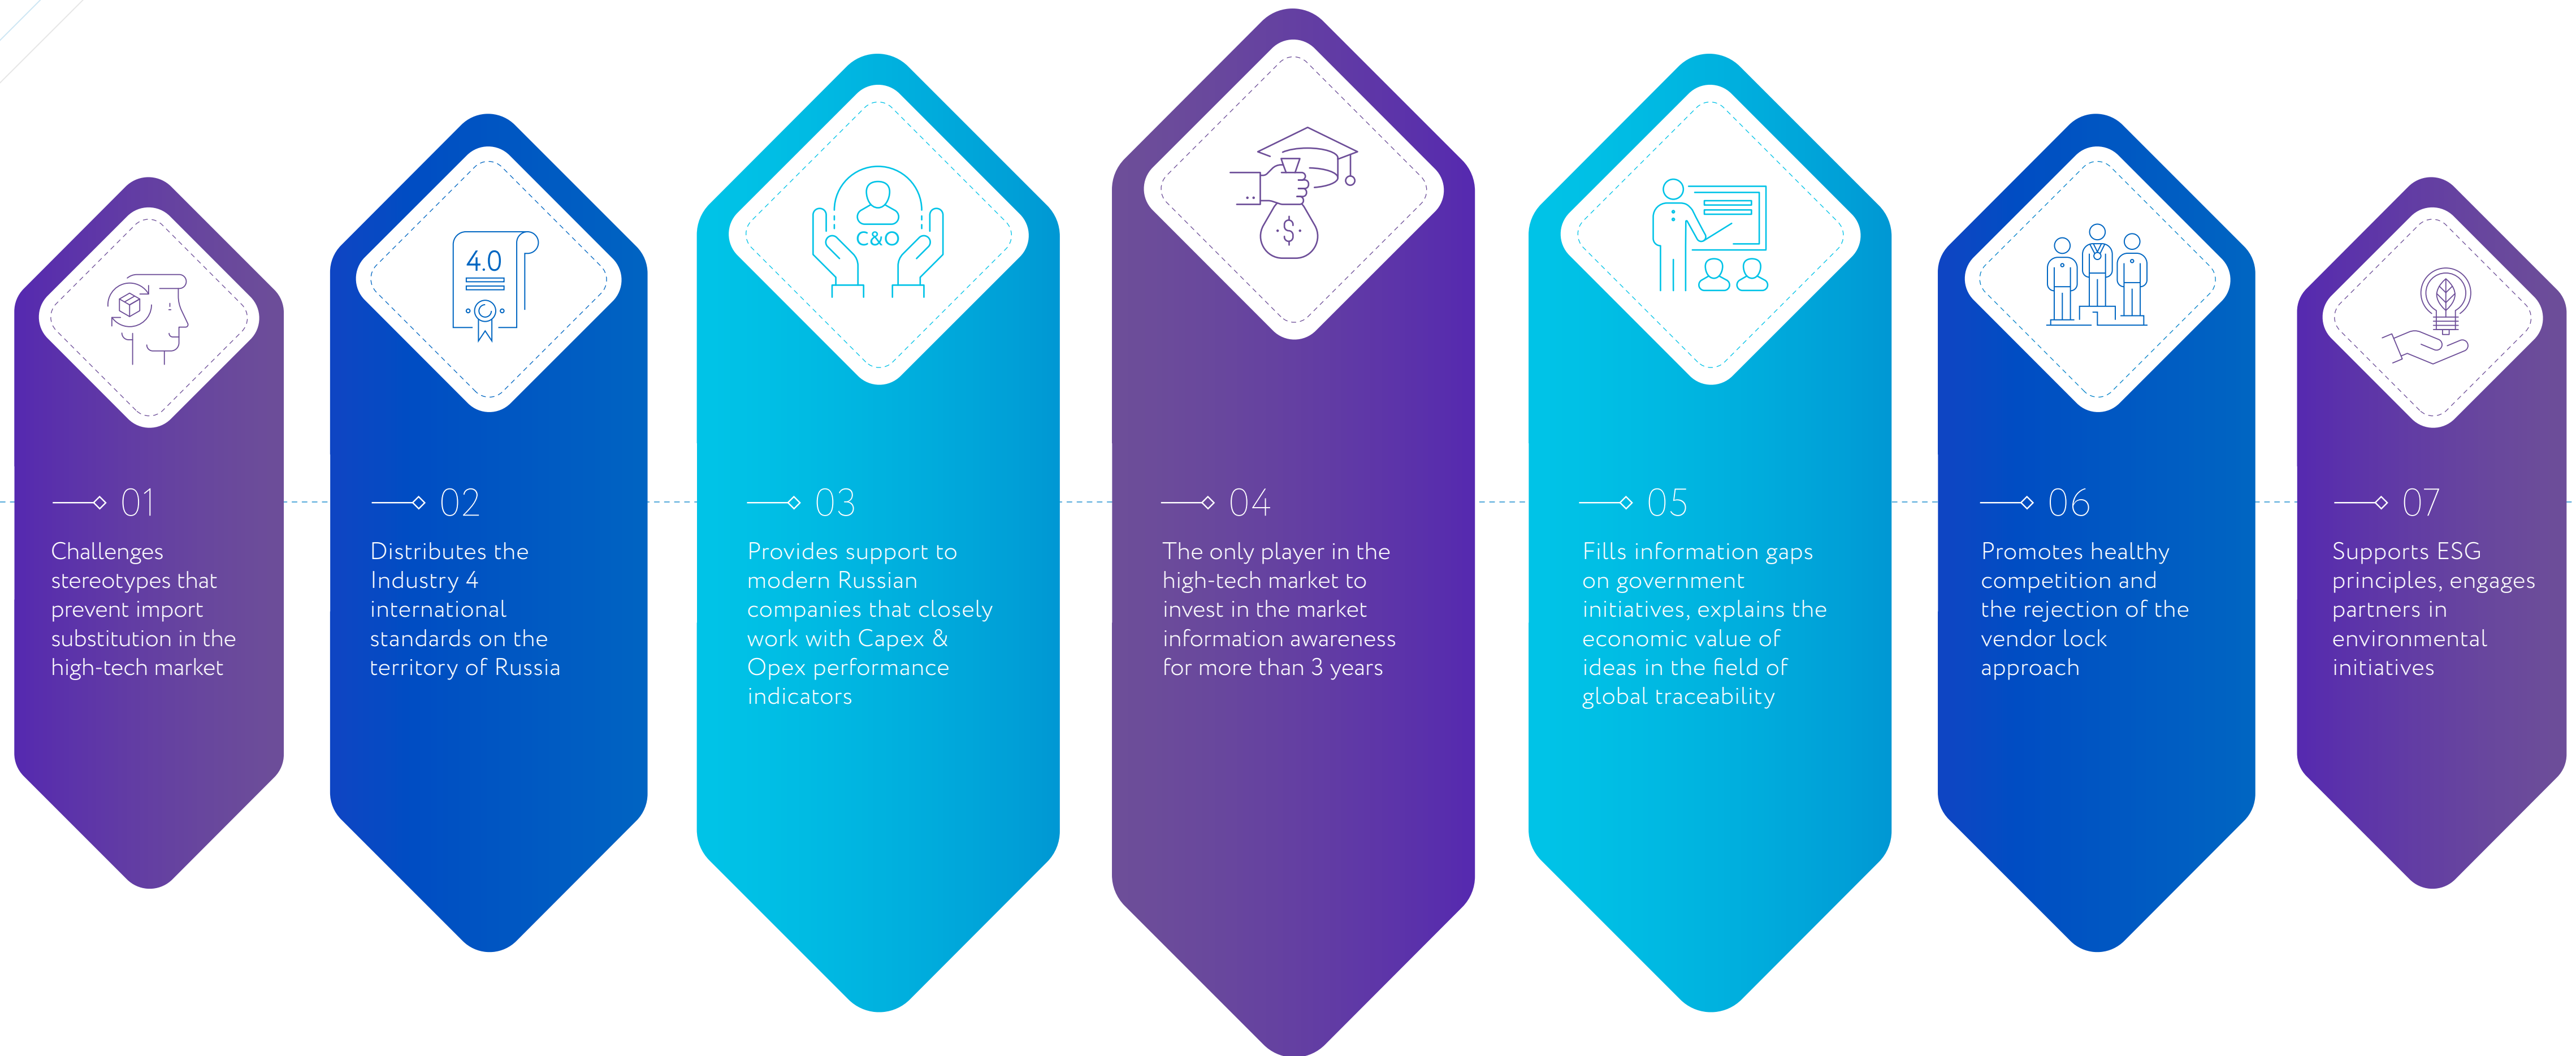 01
Challenges
stereotypes that
prevent import
substitution in the
high-tech market
4.0
02
Distributes the
Industry 4
international
standards on the
territory of Russia
C&O
03
Provides support to
modern Russian
companies that closely
work with Capex &
Opex performance
indicators
$
04
The only player in the
high-tech market to
invest in the market
information awareness
for more than 3 years
05
Fills information gaps
on government
initiatives, explains the
economic value of
ideas in the field of
global traceability
06
Promotes healthy
competition and
the rejection of the
vendor lock
approach
07
Supports ESG
principles, engages
partners in
environmental
initiatives